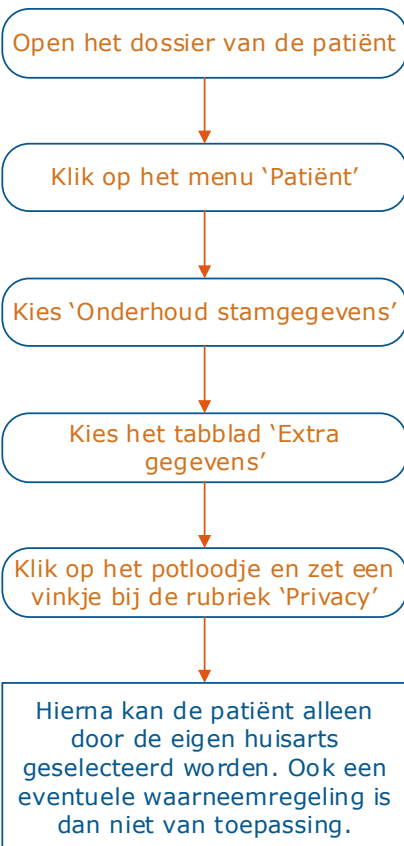 Open het dossier van de patiënt
Klik op het menu ‘Patiënt’
Kies ‘Onderhoud stamgegevens’
Kies het tabblad ‘Extra
gegevens’
Klik op het potloodje en zet een
vinkje bij de rubriek ‘Privacy’
Hierna kan de patiënt alleen
door de eigen huisarts
geselecteerd worden. Ook een
eventuele waarneemregeling is
dan niet van toepassing.